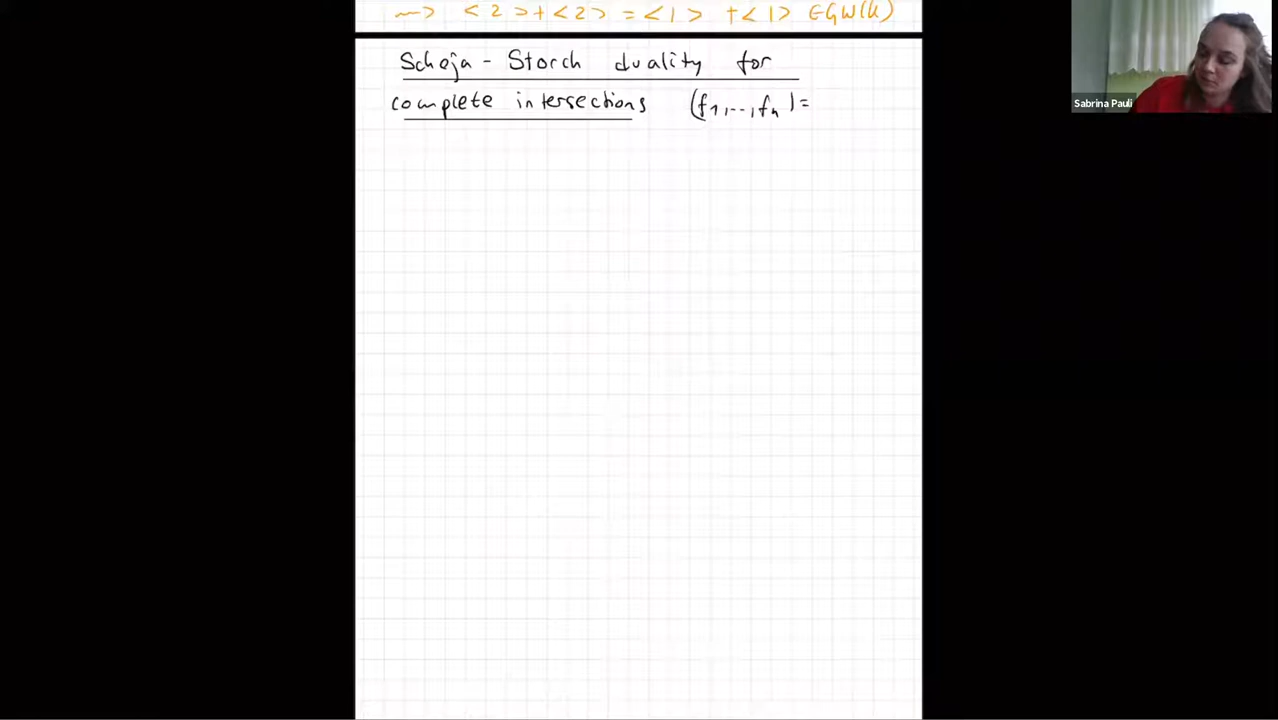 ~~> <2>+<2> = <1> +<1> ∈GW(k)
Scheja - Storch duality for
complete intersections (f1,...,fn)=
Sabrina Pauli